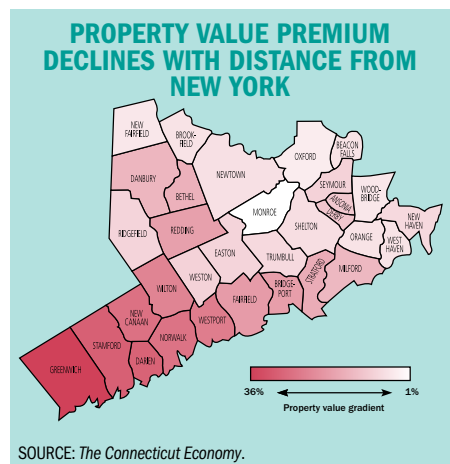 PROPERTY VALUE PREMIUM
DECLINES WITH DISTANCE FROM
NEW YORK
NEW
FAIRFIELD
BROOK-
FIELD
BEACON
FALLS
OXFORD
DANBURY
NEWTOWN
SEYMOUR
BETHEL
WOOD-
BRIDGE
ANSONIA
DERBY
MONROE
NEW
HAVEN
SHELTON
RIDGEFIELD
REDDING
ORANGE
WEST
HAVEN
EASTON
TRUMBULL
WESTON
STRATFORD
MILFORD
WILTON
BRIDGE-
PORT
FAIRFIELD
NEW
CANAAN
WESTPORT
NORWALK
STAMFORD
DARIEN
GREENWICH
36%
1%
Property value gradient
SOURCE: The Connecticut Economy.